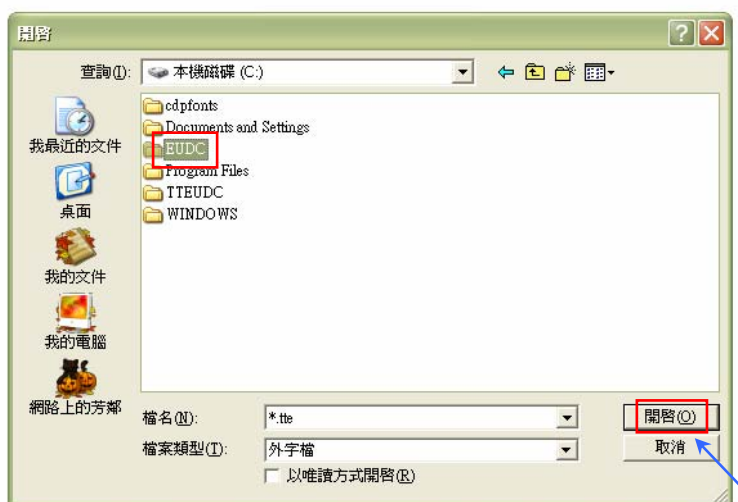 開啓
查詢(I):
本機磁碟 (C:)
cdpfonts
Documents and Settings
EUDC
Program Files
TTEUDC
WINDOWS
我最近的文件
桌面
我的文件
我的電腦
網路上的芳鄰
檔名(N):
*.tte
開啓(O)
檔案類型(T):
外字檔
取消
以唯讀方式開啓(R)